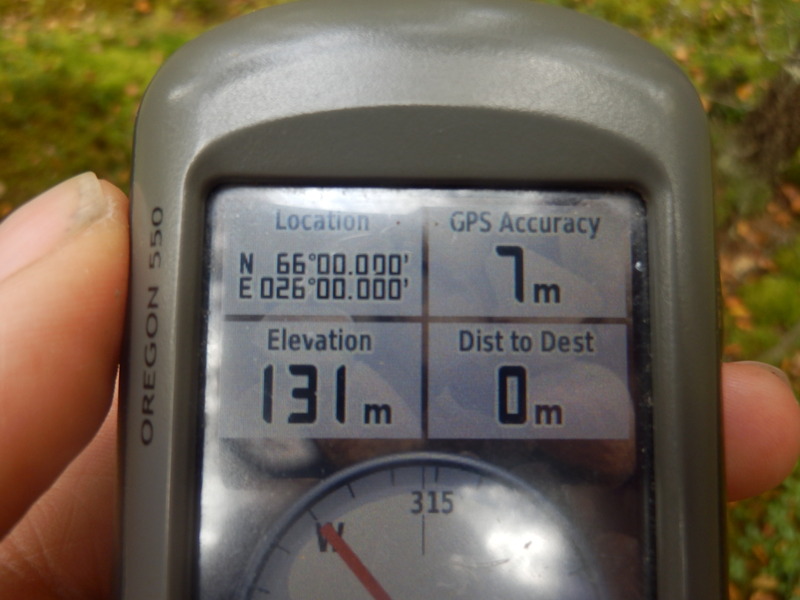 OREGON 550
Location
N 66°00.000'
E 026°00.000'
GPS Accuracy
7m
Elevation
131m
Dist to Dest
0m
315
W